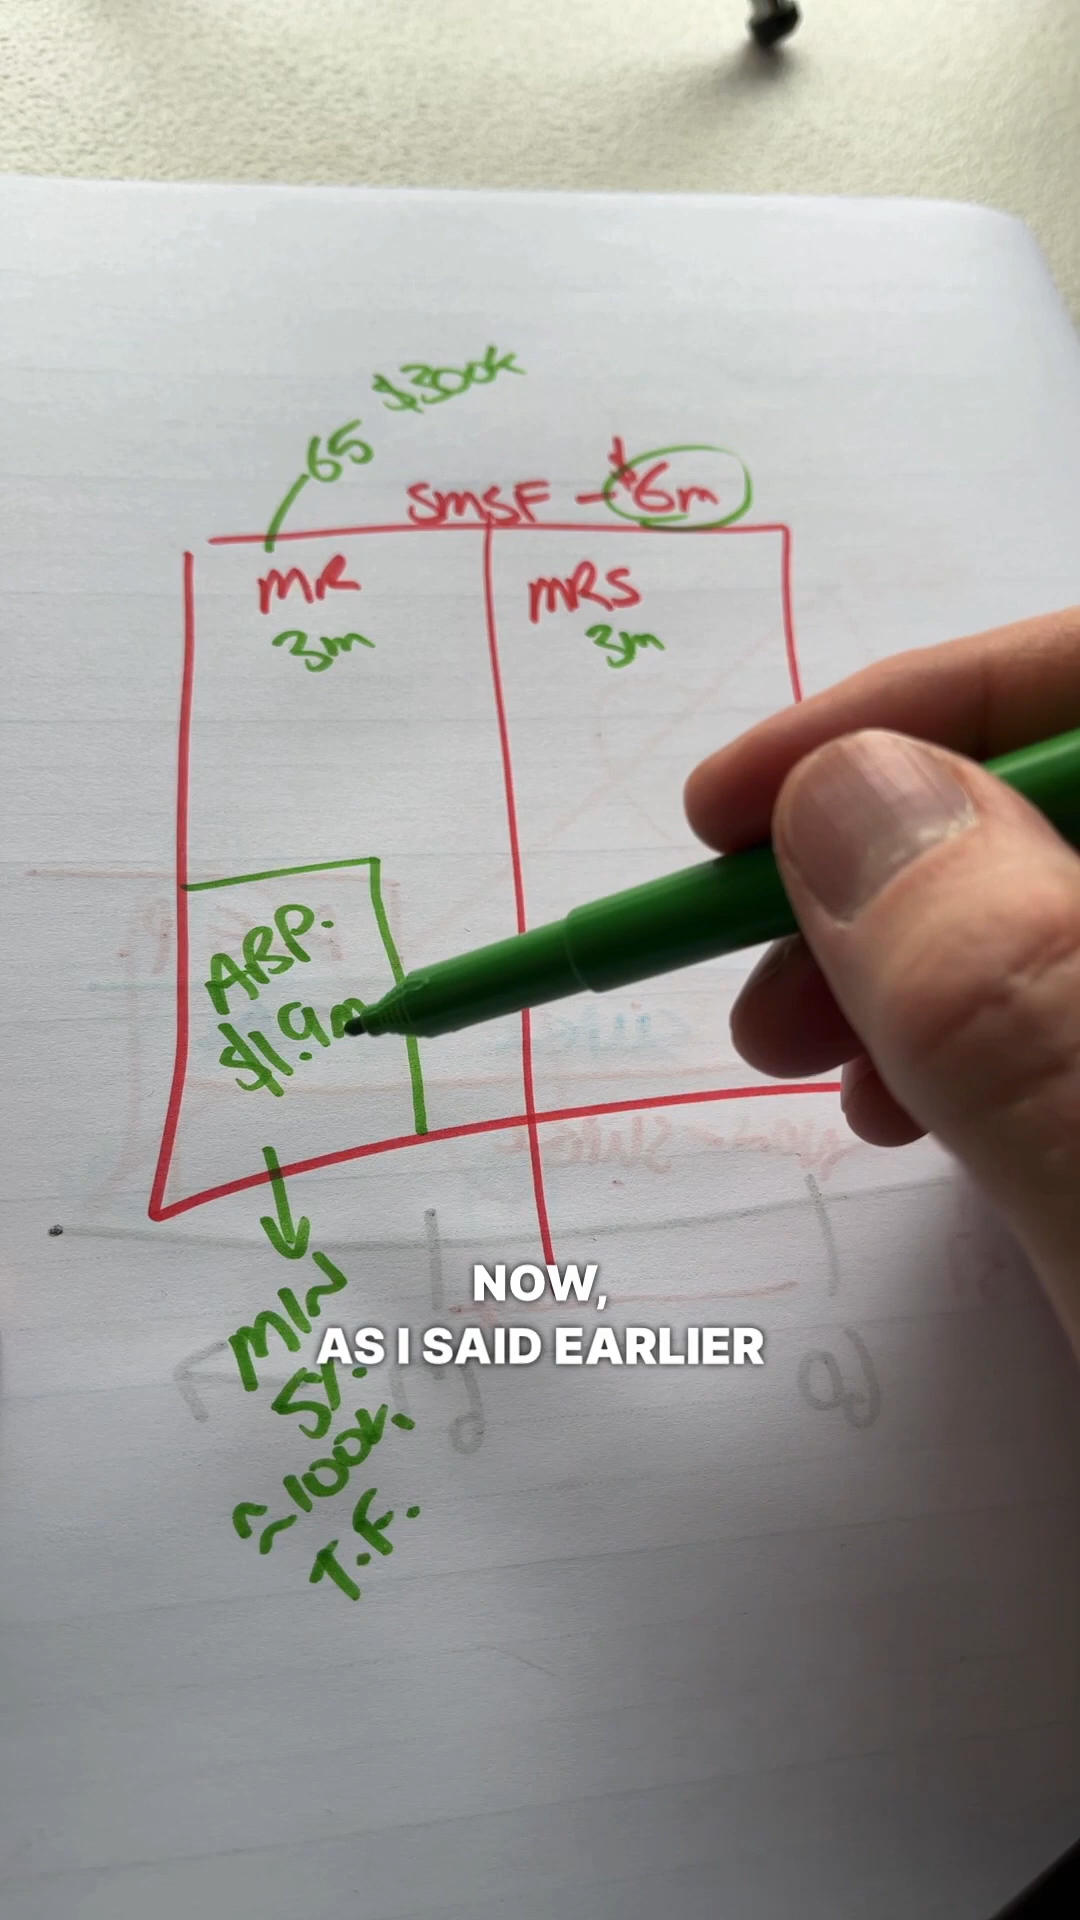 $300k
65
SMSF - $6m
MR
MRS
3m
3m
ABP.
$1.9m
MIN
5%.
≈100k.
T.F.
NOW,
AS I SAID EARLIER